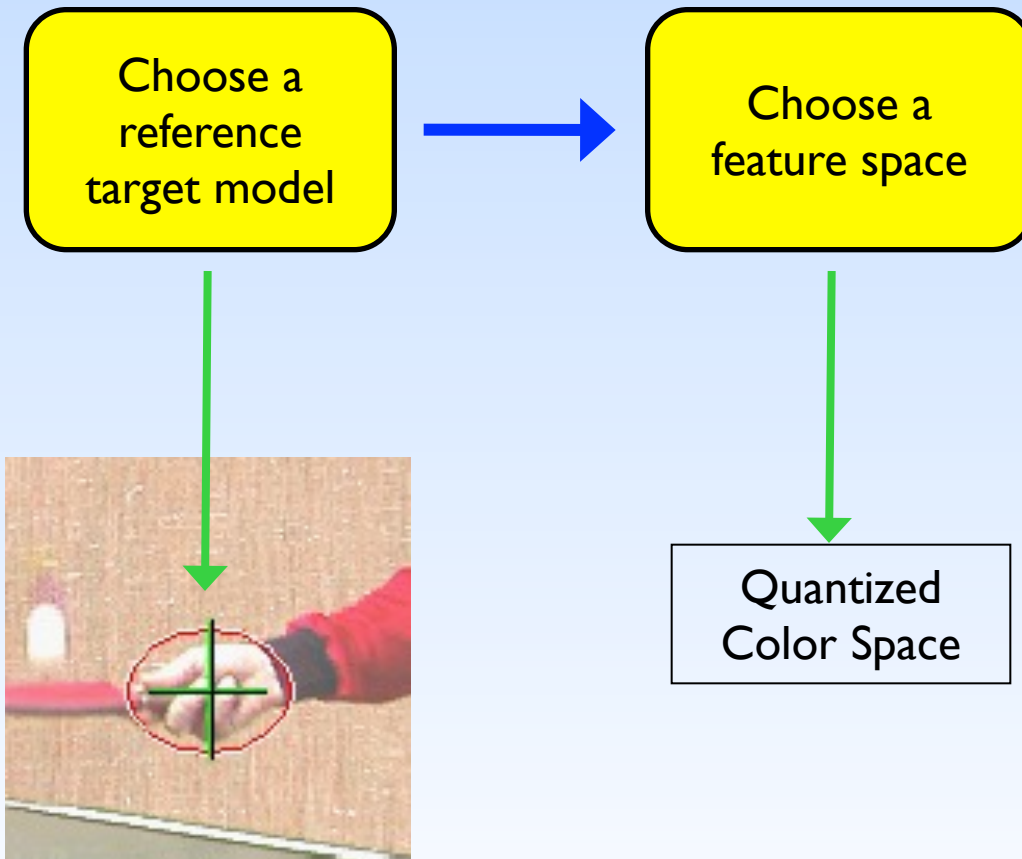 Choose a
reference
target model
Choose a
feature space
Quantized
Color Space